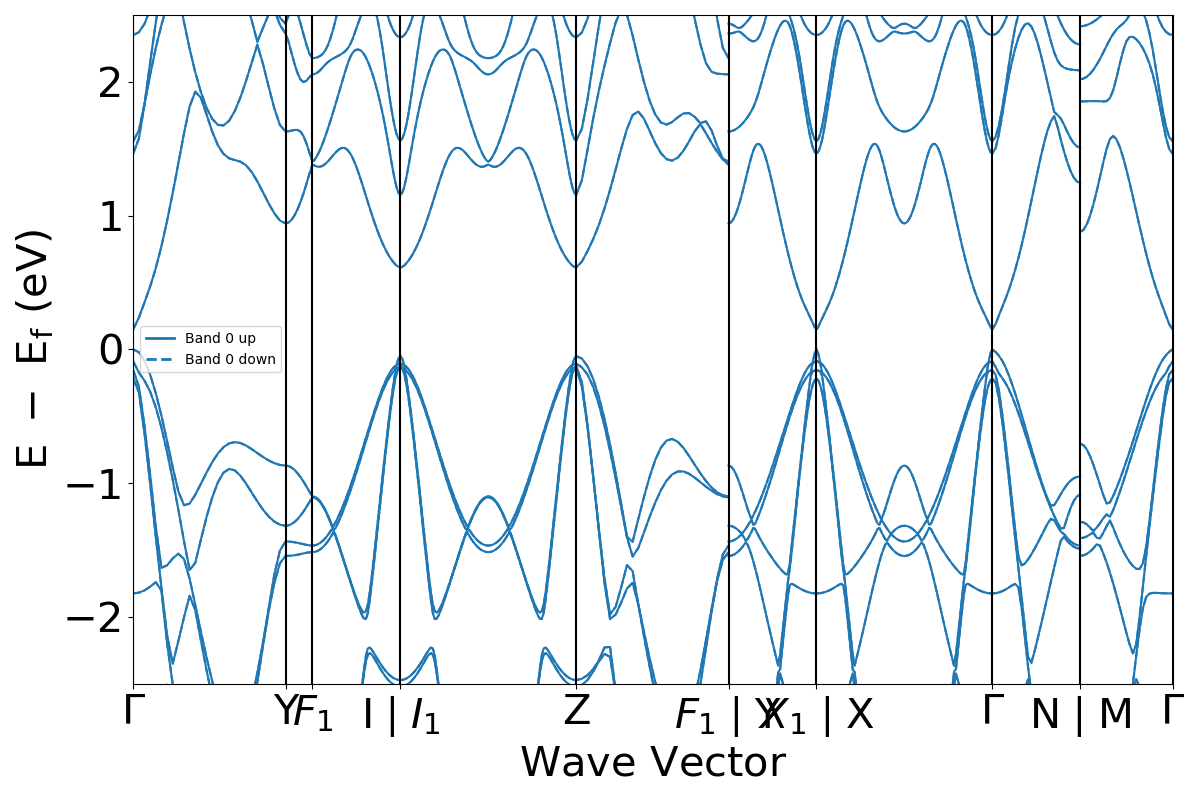 E − E_f (eV)
2
1
0
−1
−2
Band 0 up
Band 0 down
Γ Y F₁ I | I₁ Z F₁ | Y X₁ | X Γ N | M Γ
Wave Vector